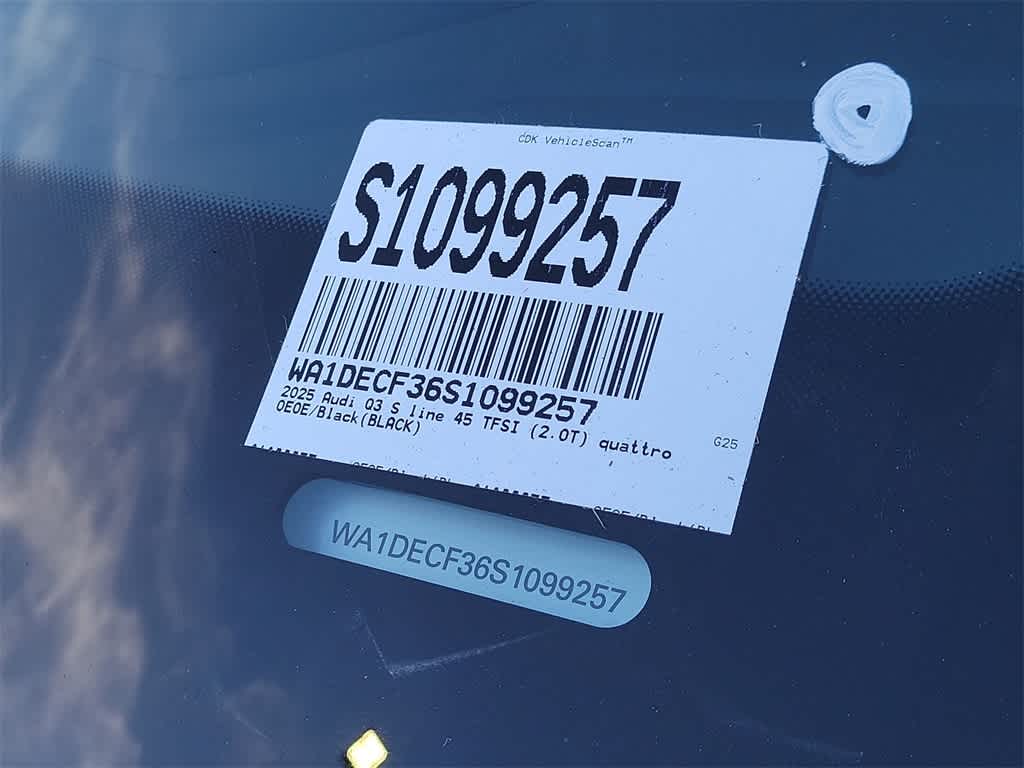 CDK VehicleScan™
S1099257
WA1DECF36S1099257
2025 Audi Q3 S line 45 TFSI (2.0T) quattro
0E0E/Black(BLACK)
G25
WA1DECF36S1099257